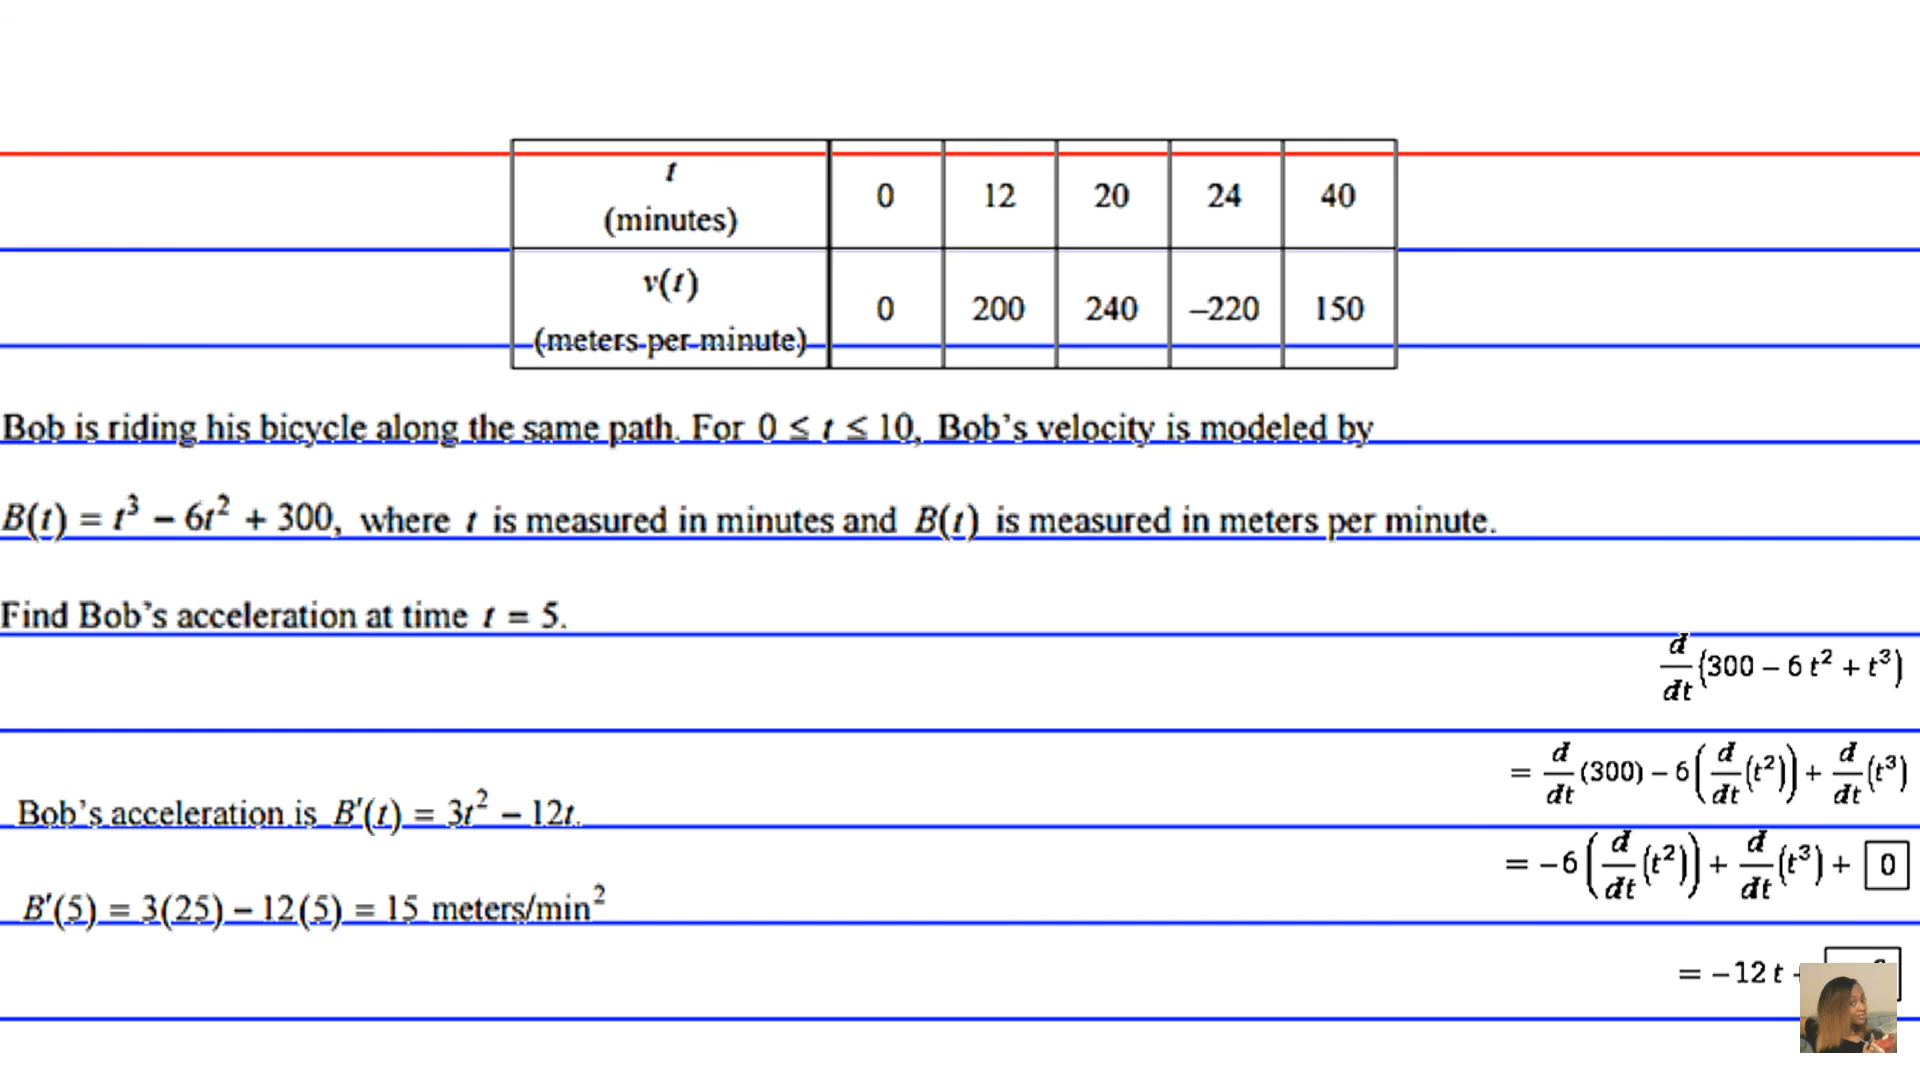 t (minutes) 0 12 20 24 40
v(t) (meters per minute) 0 200 240 –220 150
Bob is riding his bicycle along the same path. For 0 ≤ t ≤ 10, Bob's velocity is modeled by
B(t) = t³ − 6t² + 300, where t is measured in minutes and B(t) is measured in meters per minute.
Find Bob's acceleration at time t = 5.
d/dt (300 − 6 t² + t³)
= d/dt (300) − 6 (d/dt (t²)) + d/dt (t³)
Bob's acceleration is B′(t) = 3t² − 12t.
= −6 (d/dt (t²)) + d/dt (t³) + 0
B′(5) = 3(25) − 12(5) = 15 meters/min²
= −12 t